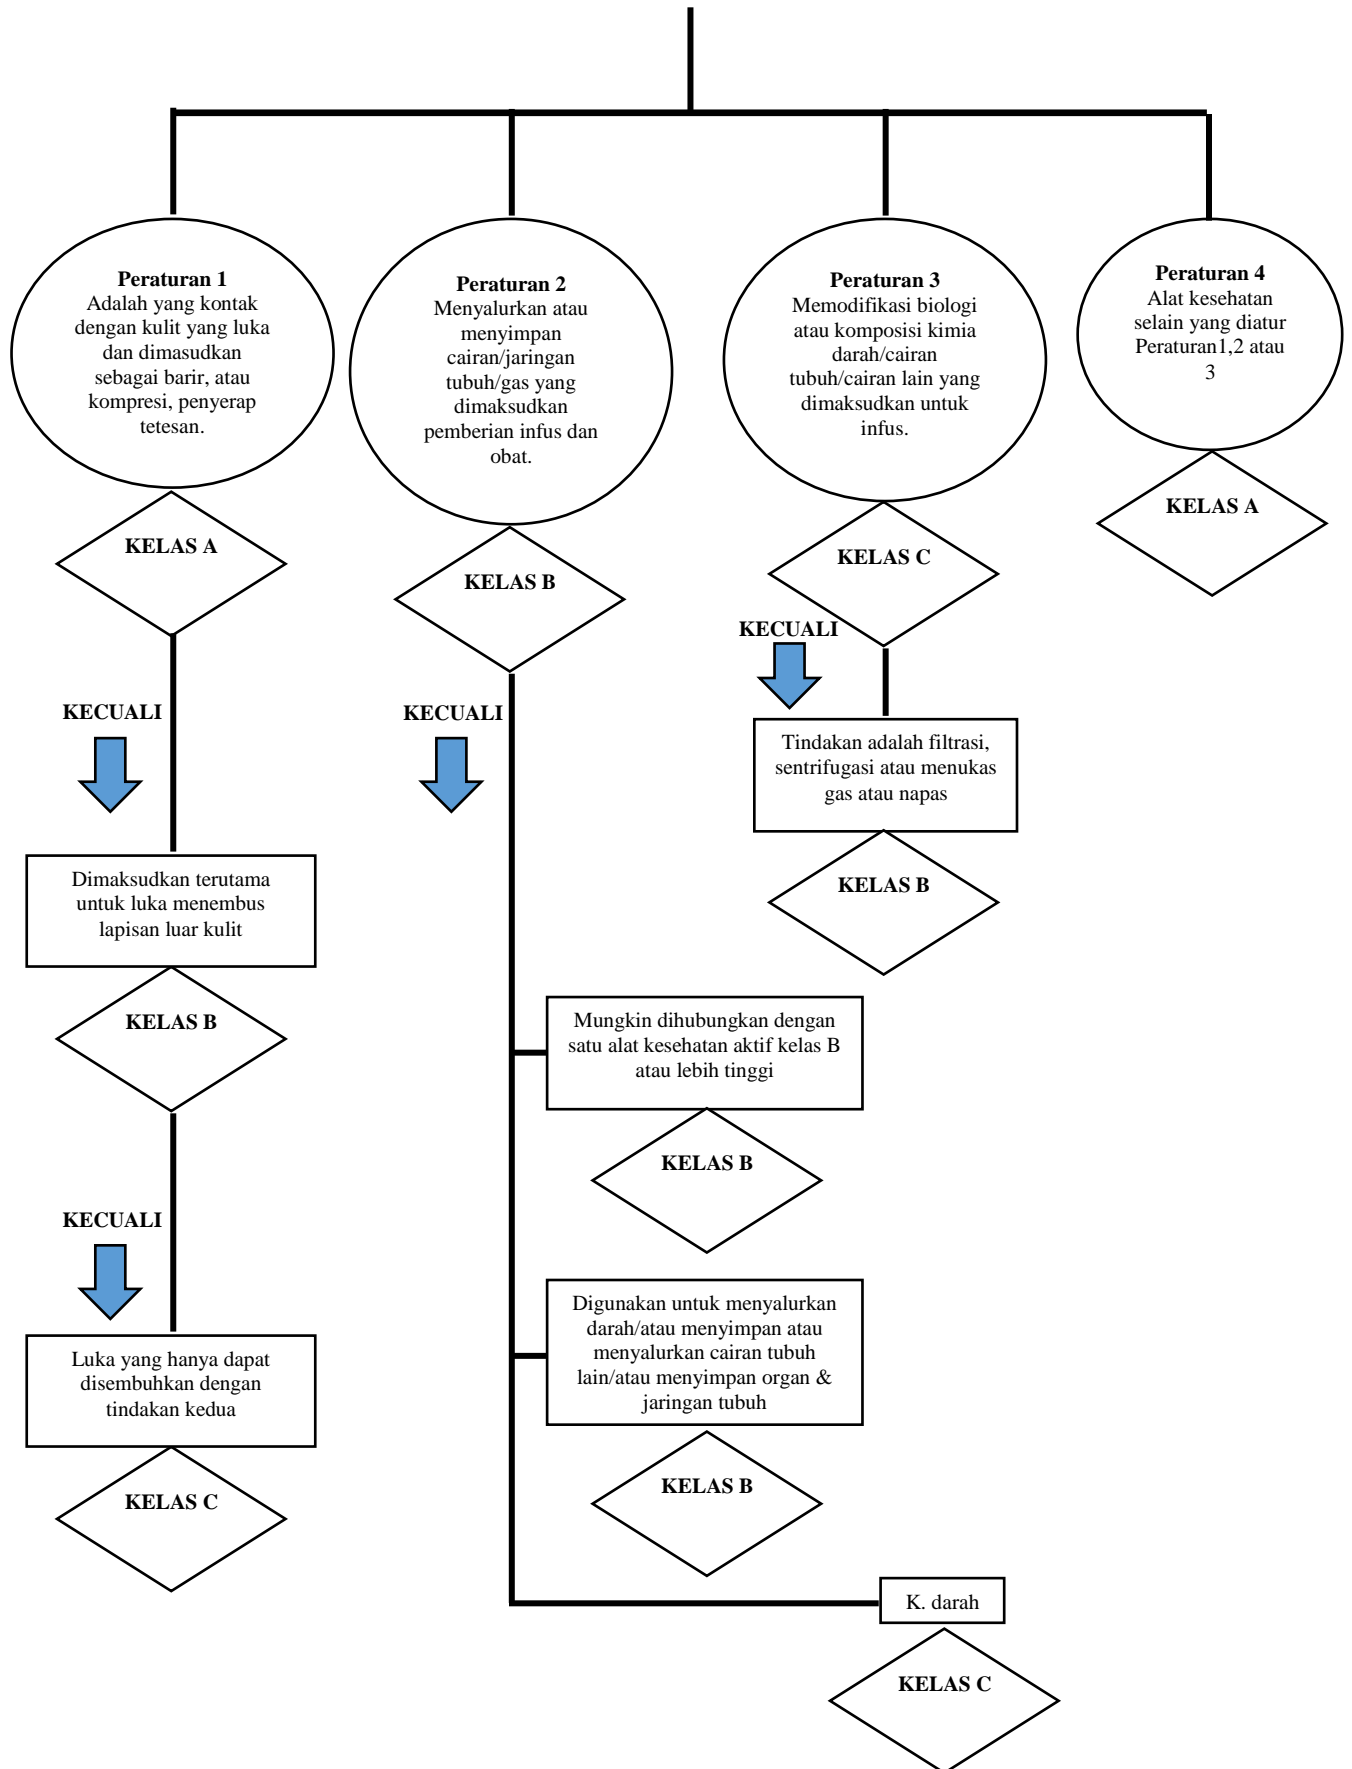 Peraturan 1
Adalah yang kontak
dengan kulit yang luka
dan dimasudkan
sebagai barir, atau
kompresi, penyerap
tetesan.
KELAS A
KECUALI
Dimaksudkan terutama
untuk luka menembus
lapisan luar kulit
KELAS B
KECUALI
Luka yang hanya dapat
disembuhkan dengan
tindakan kedua
KELAS C
Peraturan 2
Menyalurkan atau
menyimpan
cairan/jaringan
tubuh/gas yang
dimaksudkan
pemberian infus dan
obat.
KELAS B
KECUALI
Mungkin dihubungkan dengan
satu alat kesehatan aktif kelas B
atau lebih tinggi
KELAS B
Digunakan untuk menyalurkan
darah/atau menyimpan atau
menyalurkan cairan tubuh
lain/atau menyimpan organ &
jaringan tubuh
KELAS B
K. darah
KELAS C
Peraturan 3
Memodifikasi biologi
atau komposisi kimia
darah/cairan
tubuh/cairan lain yang
dimaksudkan untuk
infus.
KELAS C
KECUALI
Tindakan adalah filtrasi,
sentrifugasi atau menukas
gas atau napas
KELAS B
Peraturan 4
Alat kesehatan
selain yang diatur
Peraturan1,2 atau
3
KELAS A